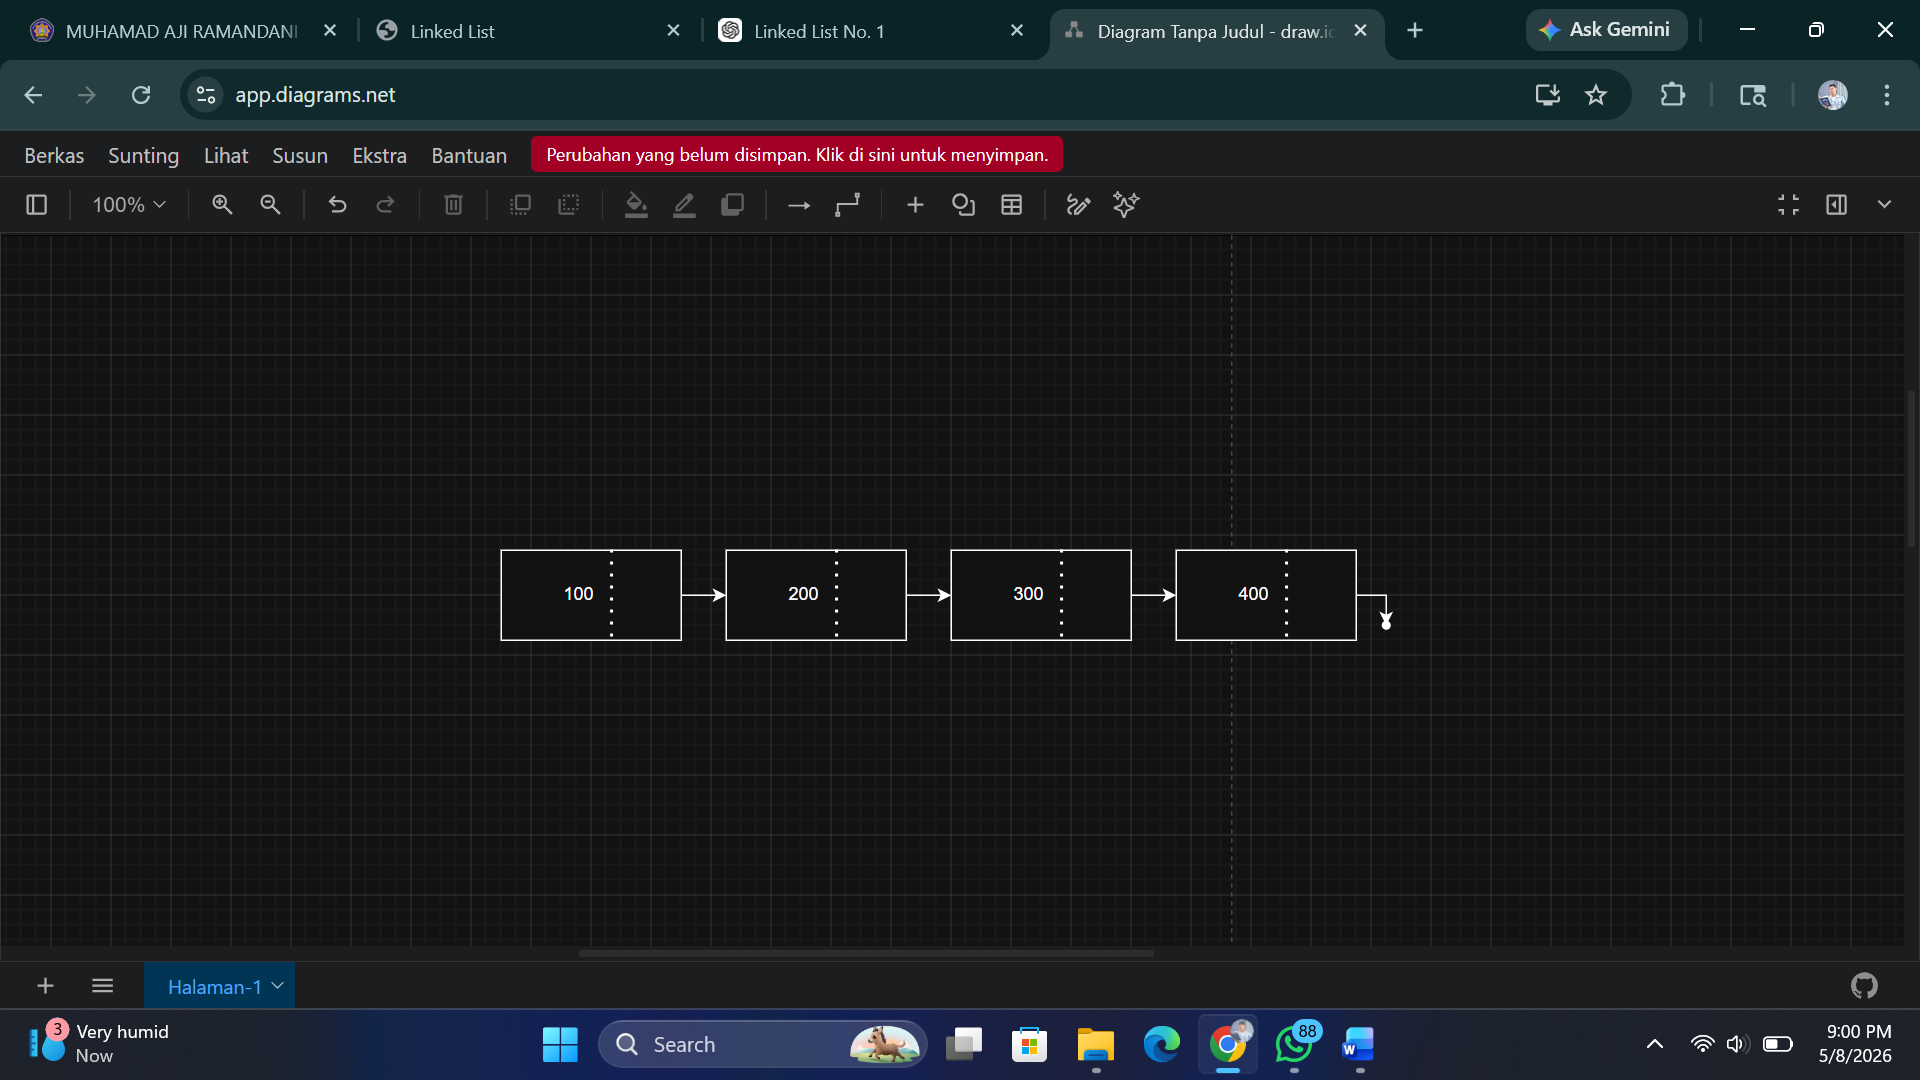 MUHAMAD AJI RAMANDANI
Linked List
Linked List No. 1
Diagram Tanpa Judul - draw.io
Ask Gemini
app.diagrams.net
Berkas Sunting Lihat Susun Ekstra Bantuan Perubahan yang belum disimpan. Klik di sini untuk menyimpan.
100%
100 200 300 400
Halaman-1
3
Very humid
Now
Search
W
88
9:00 PM
5/8/2026